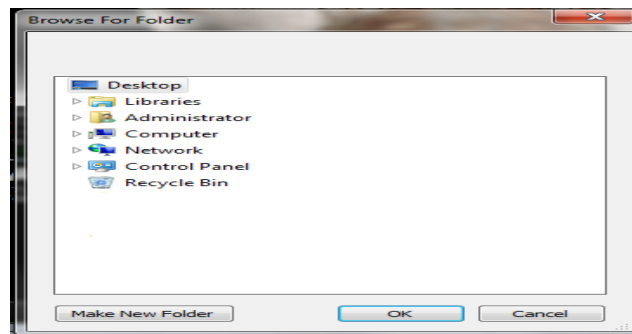 Browse For Folder
Desktop
Libraries
Administrator
Computer
Network
Control Panel
Recycle Bin
Make New Folder
OK
Cancel